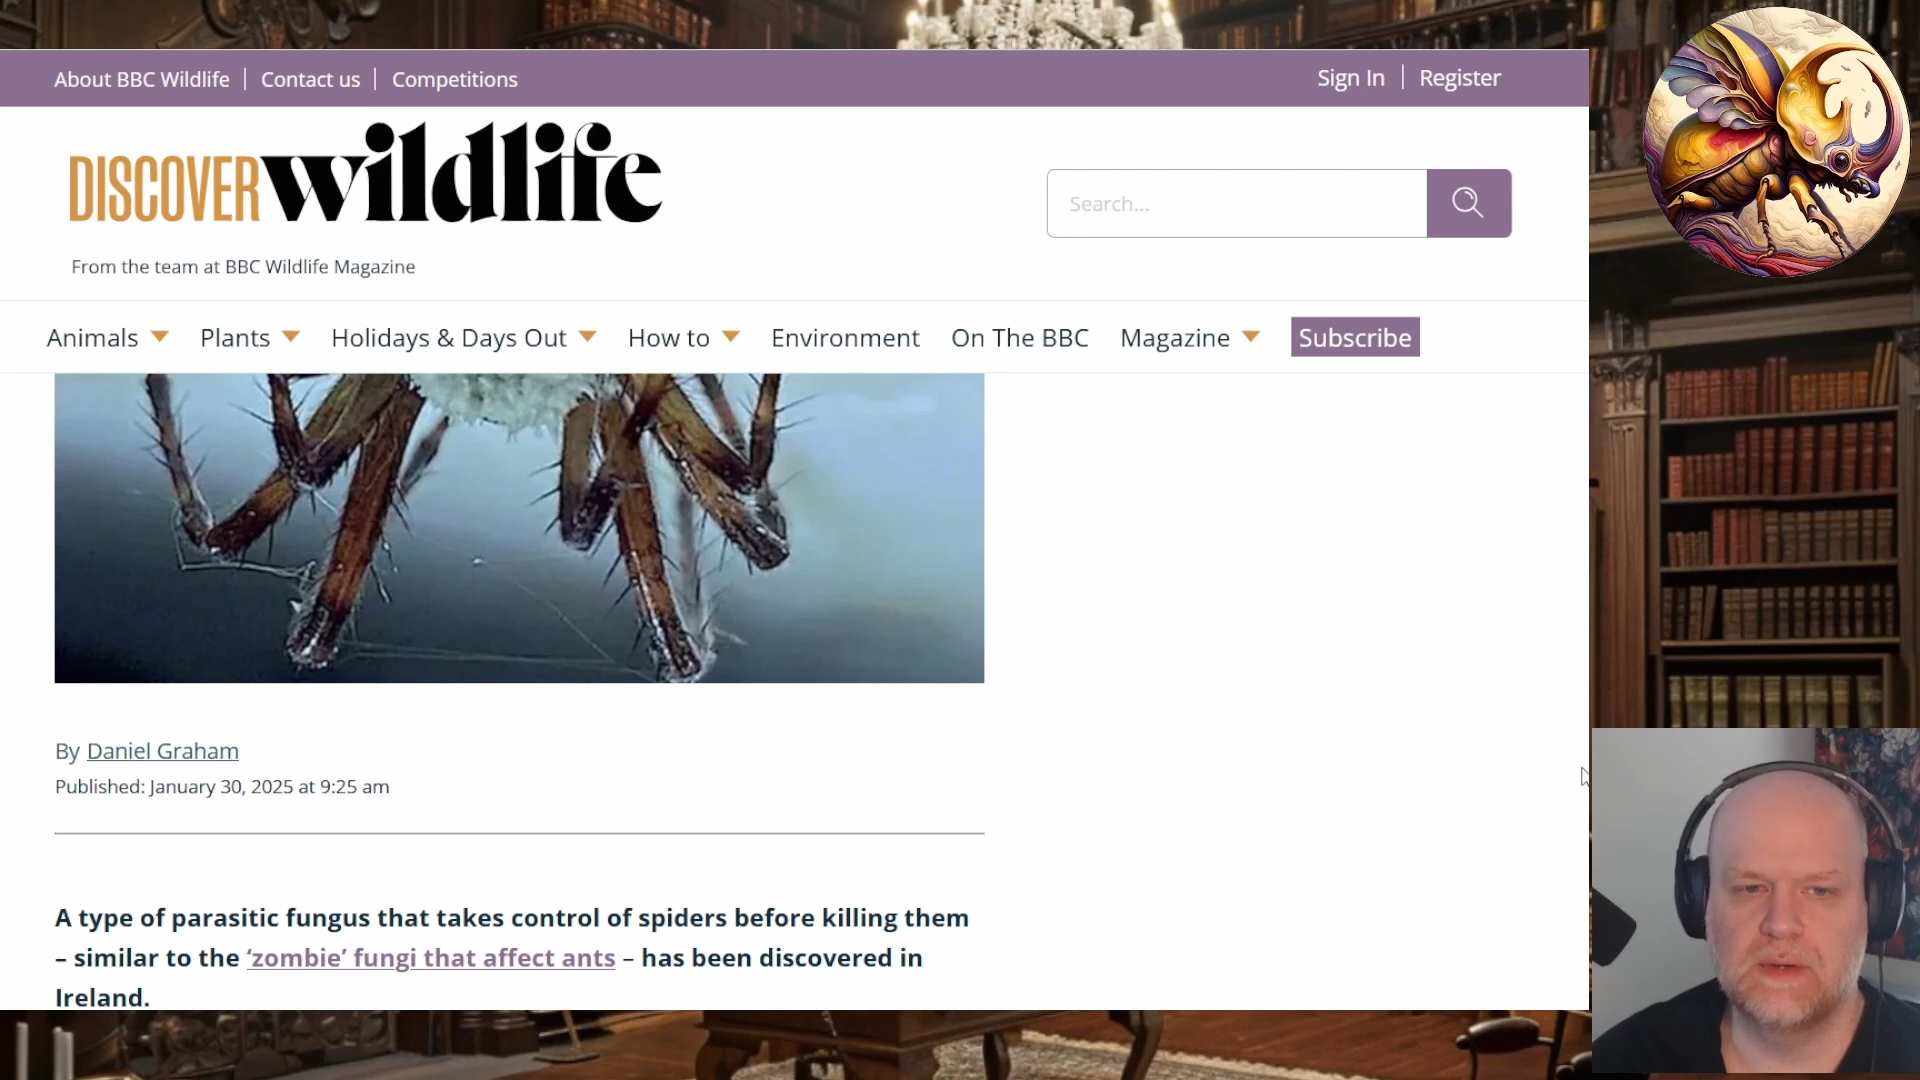 About BBC Wildlife | Contact us | Competitions
Sign In | Register
DISCOVER wildlife
Search...
From the team at BBC Wildlife Magazine
Animals Plants Holidays & Days Out How to Environment On The BBC Magazine Subscribe
By Daniel Graham
Published: January 30, 2025 at 9:25 am
A type of parasitic fungus that takes control of spiders before killing them
– similar to the ‘zombie’ fungi that affect ants – has been discovered in
Ireland.